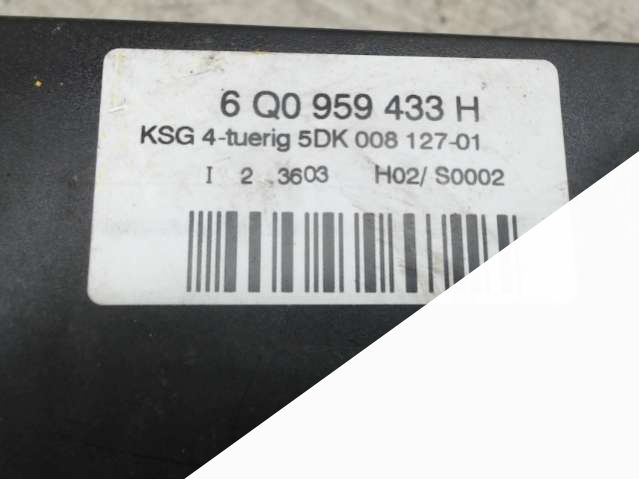 6 Q0 959 433 H
KSG 4-tuerig 5DK 008 127-01
I 2 3603 H02/ S0002